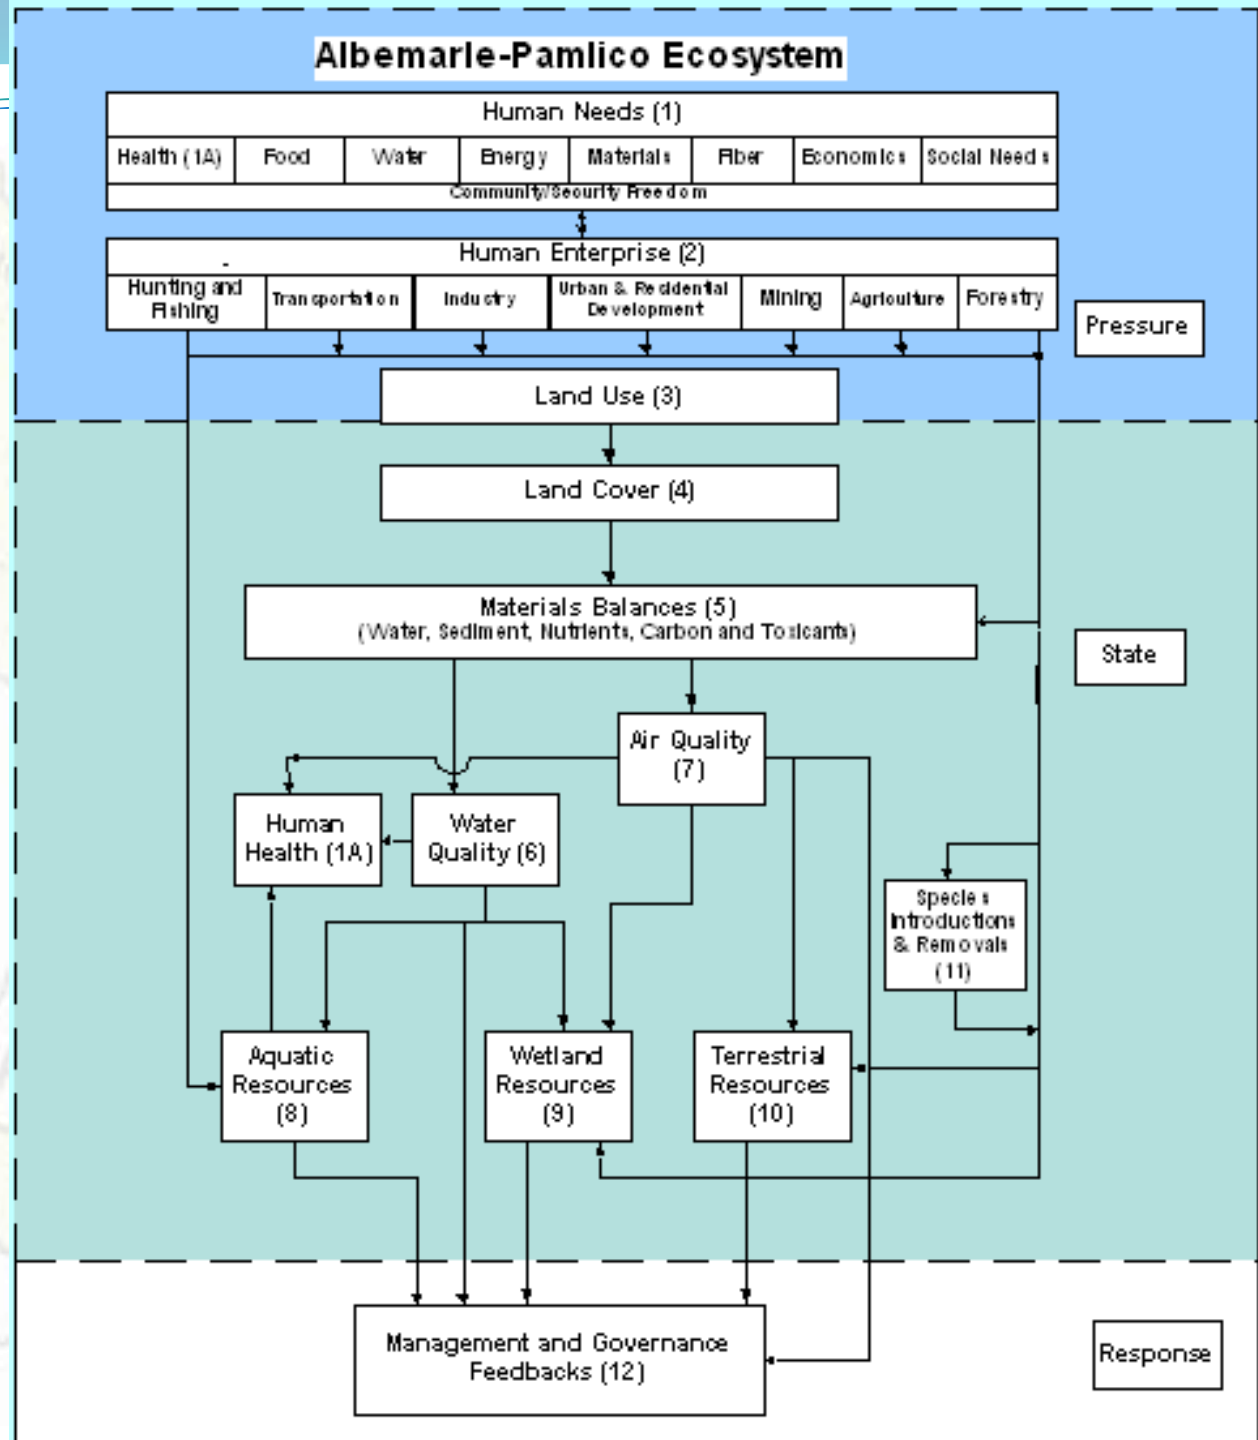 Albemarle-Pamlico Ecosystem
Human Needs (1)
Health (1A) Food Water Energy Materials Fiber Economics Social Needs
Community/Security Freedom
Human Enterprise (2)
Hunting and
Fishing
Transportation
Industry
Urban & Residential
Development
Mining
Agriculture
Forestry
Pressure
Land Use (3)
Land Cover (4)
Materials Balances (5)
(Water, Sediment, Nutrients, Carbon and Toxicants)
State
Air Quality
(7)
Human
Health (1A)
Water
Quality (6)
Species
Introductions
& Removals
(11)
Aquatic
Resources
(8)
Wetland
Resources
(9)
Terrestrial
Resources
(10)
Management and Governance
Feedbacks (12)
Response